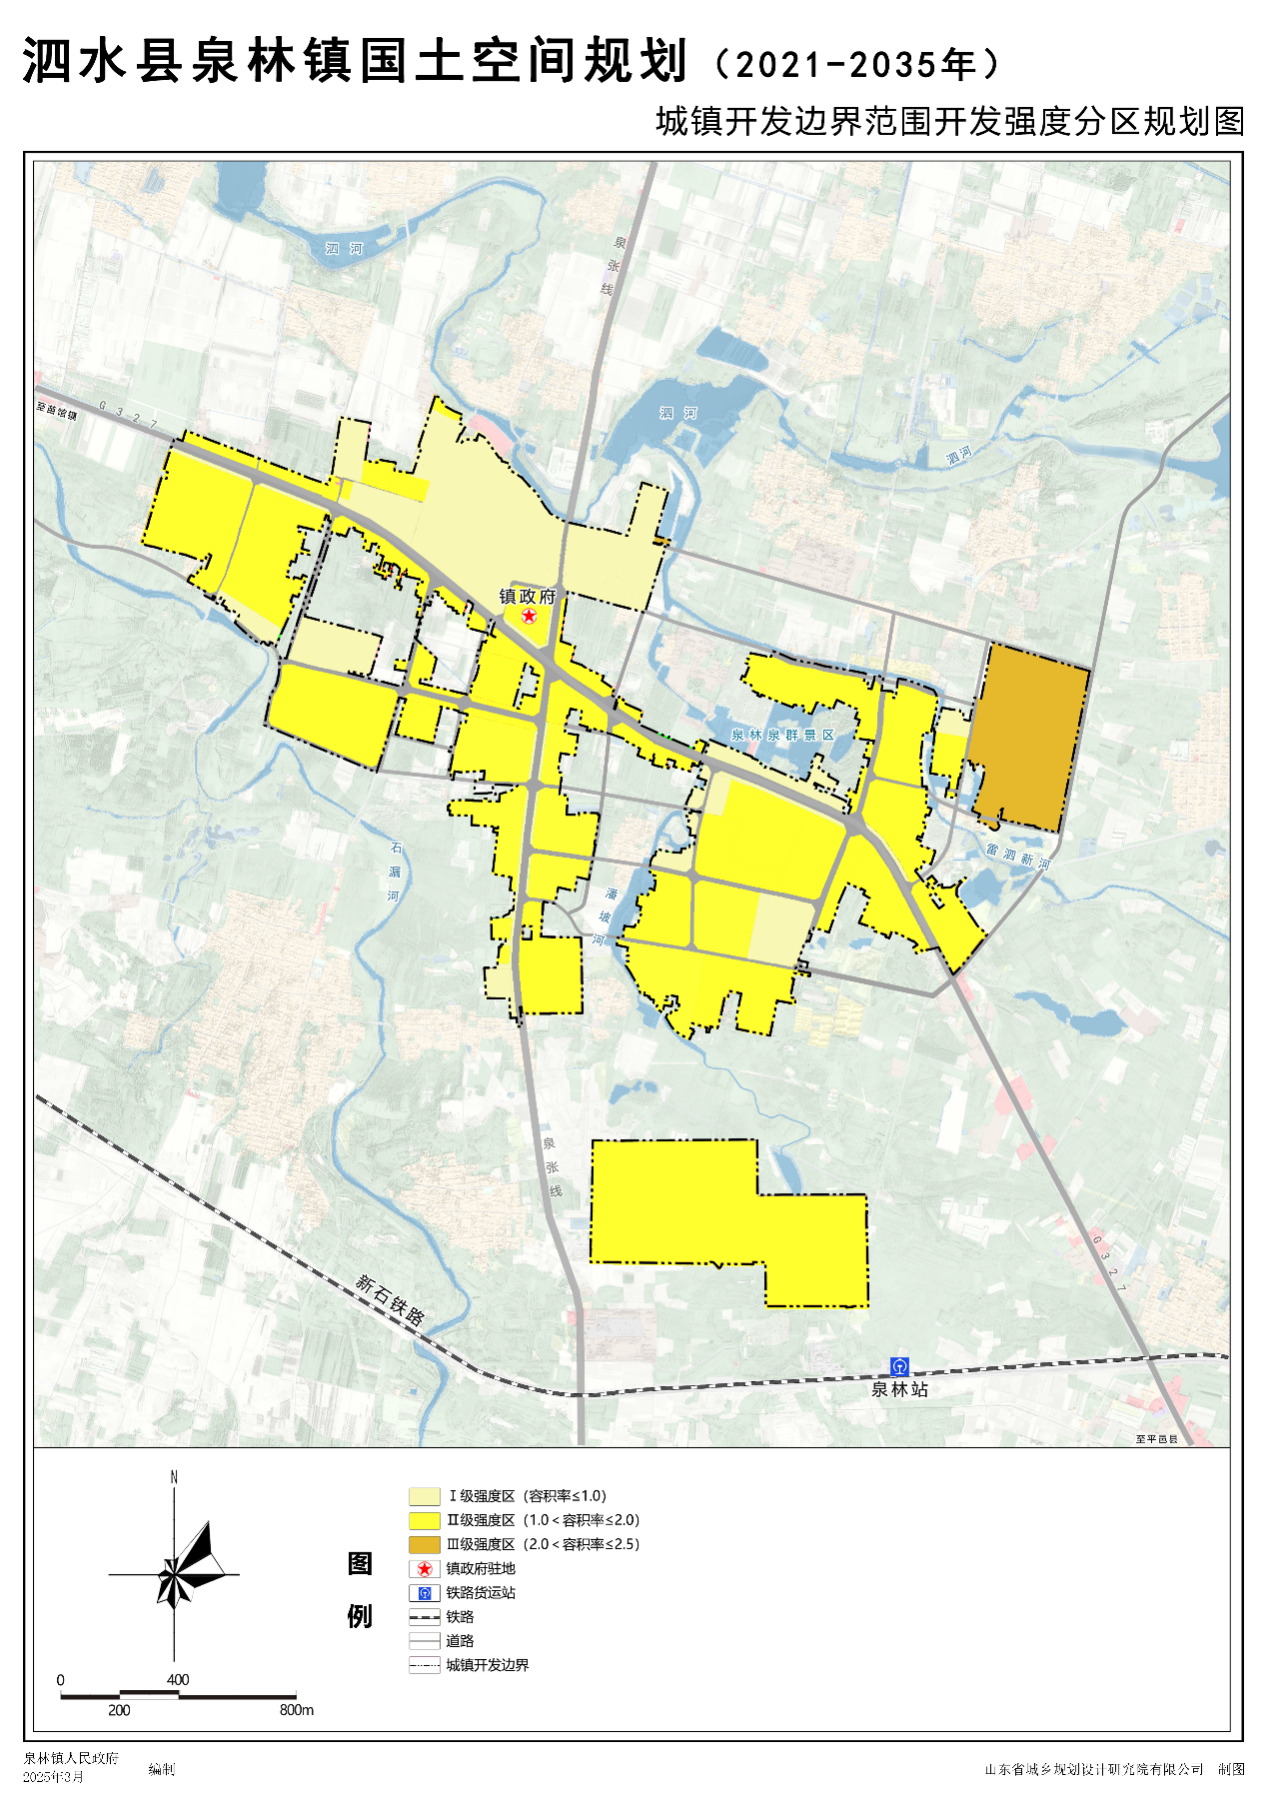 泗水县泉林镇国土空间规划（2021-2035年）
城镇开发边界范围开发强度分区规划图
泗河
泉张线
泗河
至苗馆镇
G327
泗河
镇政府
泉林泉群景区
雷泗新河
石漏河
潘坡河
泉张线
新石铁路
G327
泉林站
至平邑县
N
图例
Ⅰ级强度区（容积率≤1.0）
Ⅱ级强度区（1.0＜容积率≤2.0）
Ⅲ级强度区（2.0＜容积率≤2.5）
镇政府驻地
铁路货运站
铁路
道路
城镇开发边界
0 400
200 800m
泉林镇人民政府
2025年3月
编制
山东省城乡规划设计研究院有限公司 制图